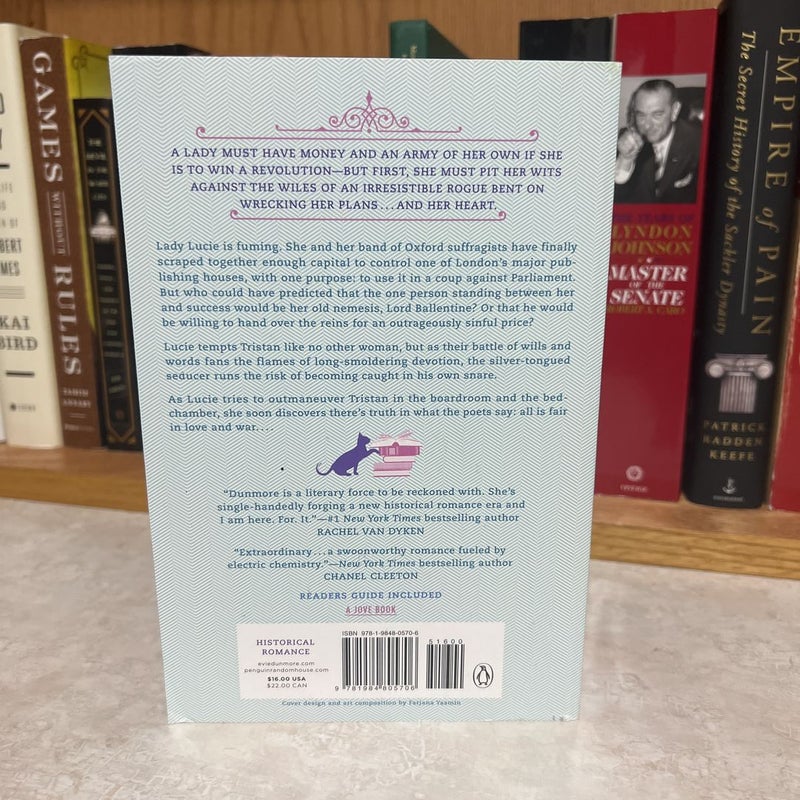 A LADY MUST HAVE MONEY AND AN ARMY OF HER OWN IF SHE
IS TO WIN A REVOLUTION—BUT FIRST, SHE MUST PIT HER WITS
AGAINST THE WILES OF AN IRRESISTIBLE ROGUE BENT ON
WRECKING HER PLANS...AND HER HEART.
Lady Lucie is fuming. She and her band of Oxford suffragists have finally
scraped together enough capital to control one of London's major pub-
lishing houses, with one purpose: to use it in a coup against Parliament.
But who could have predicted that the one person standing between her
and success would be her old nemesis, Lord Ballentine? Or that he would
be willing to hand over the reins for an outrageously sinful price?
Lucie tempts Tristan like no other woman, but as their battle of wills and
words fans the flames of long-smoldering devotion, the silver-tongued
seducer runs the risk of becoming caught in his own snare.
As Lucie tries to outmaneuver Tristan in the boardroom and the bed-
chamber, she soon discovers there's truth in what the poets say: all is fair
in love and war....
"Dunmore is a literary force to be reckoned with. She's
single-handedly forging a new historical romance era and
I am here. For. It."—#1 New York Times bestselling author
RACHEL VAN DYKEN
"Extraordinary...a swoonworthy romance fueled by
electric chemistry."—New York Times bestselling author
CHANEL CLEETON
READERS GUIDE INCLUDED
A JOVE BOOK
HISTORICAL
ROMANCE
eviedunmore.com
penguinrandomhouse.com
$16.00 USA
$22.00 CAN
ISBN 978-1-9848-0570-6
51600
9 781984 805706
Cover design and art composition by Farjana Yasmin
GAMES WITHOUT RULES
KAI
BIRD
LYNDON
JOHNSON
MASTER
OF THE
SENATE
ROBERT A. CARO
EMPIRE of PAIN
The Secret History of the Sackler Dynasty
PATRICK
RADDEN
KEEFE